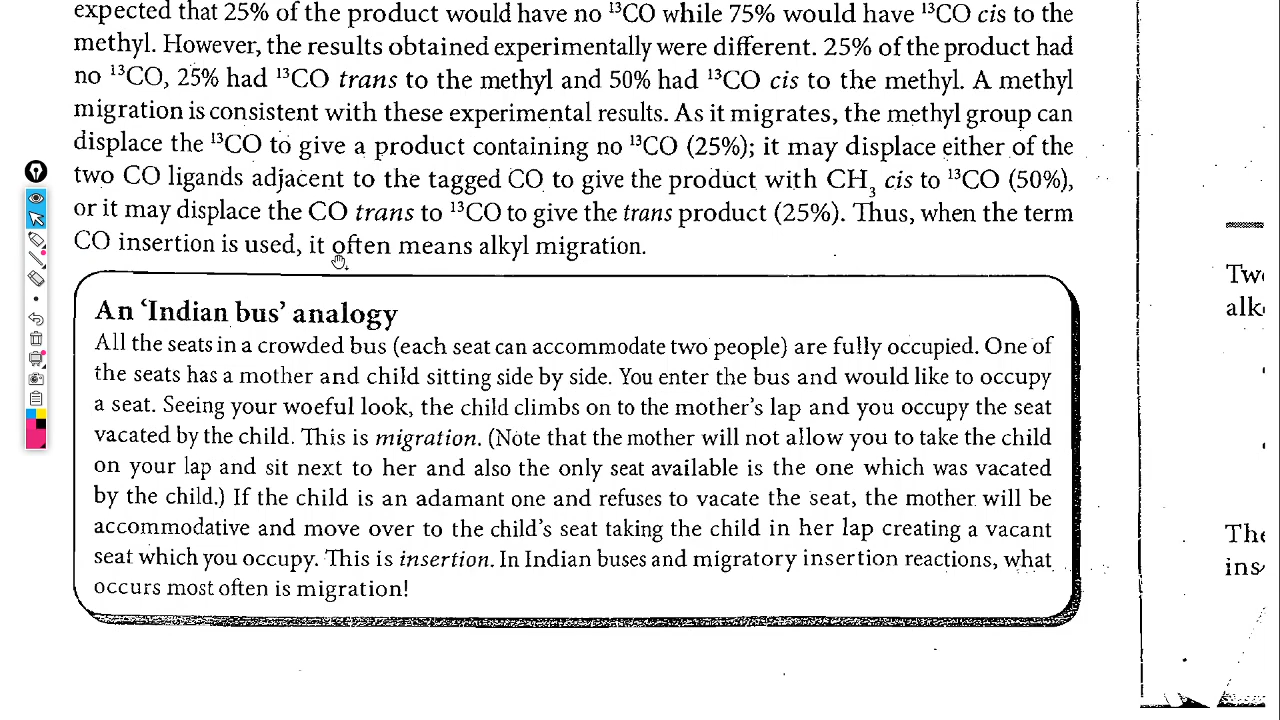 expected that 25% of the product would have no ¹³CO while 75% would have ¹³CO cis to the
methyl. However, the results obtained experimentally were different. 25% of the product had
no ¹³CO, 25% had ¹³CO trans to the methyl and 50% had ¹³CO cis to the methyl. A methyl
migration is consistent with these experimental results. As it migrates, the methyl group can
displace the ¹³CO to give a product containing no ¹³CO (25%); it may displace either of the
two CO ligands adjacent to the tagged CO to give the product with CH₃ cis to ¹³CO (50%),
or it may displace the CO trans to ¹³CO to give the trans product (25%). Thus, when the term
CO insertion is used, it often means alkyl migration.
An ‘Indian bus’ analogy
All the seats in a crowded bus (each seat can accommodate two people) are fully occupied. One of
the seats has a mother and child sitting side by side. You enter the bus and would like to occupy
a seat. Seeing your woeful look, the child climbs on to the mother's lap and you occupy the seat
vacated by the child. This is migration. (Note that the mother will not allow you to take the child
on your lap and sit next to her and also the only seat available is the one which was vacated
by the child.) If the child is an adamant one and refuses to vacate the seat, the mother will be
accommodative and move over to the child's seat taking the child in her lap creating a vacant
seat which you occupy. This is insertion. In Indian buses and migratory insertion reactions, what
occurs most often is migration!